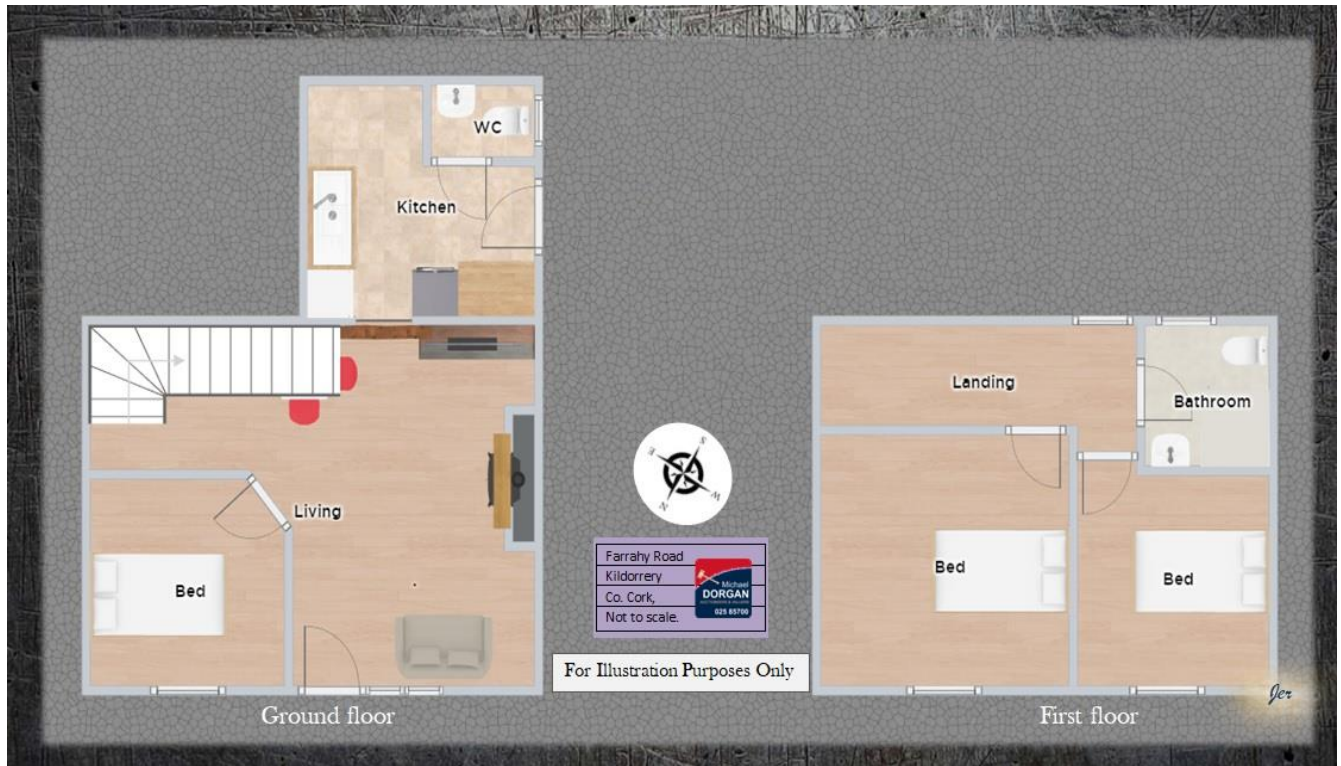 WC
Kitchen
Living
Bed
Landing
Bathroom
Bed
Bed
S
E
W
N
Farrahy Road
Kildorrery
Co. Cork,
Not to scale.
Michael
DORGAN
025 85700
For Illustration Purposes Only
Ground floor
First floor
Jer